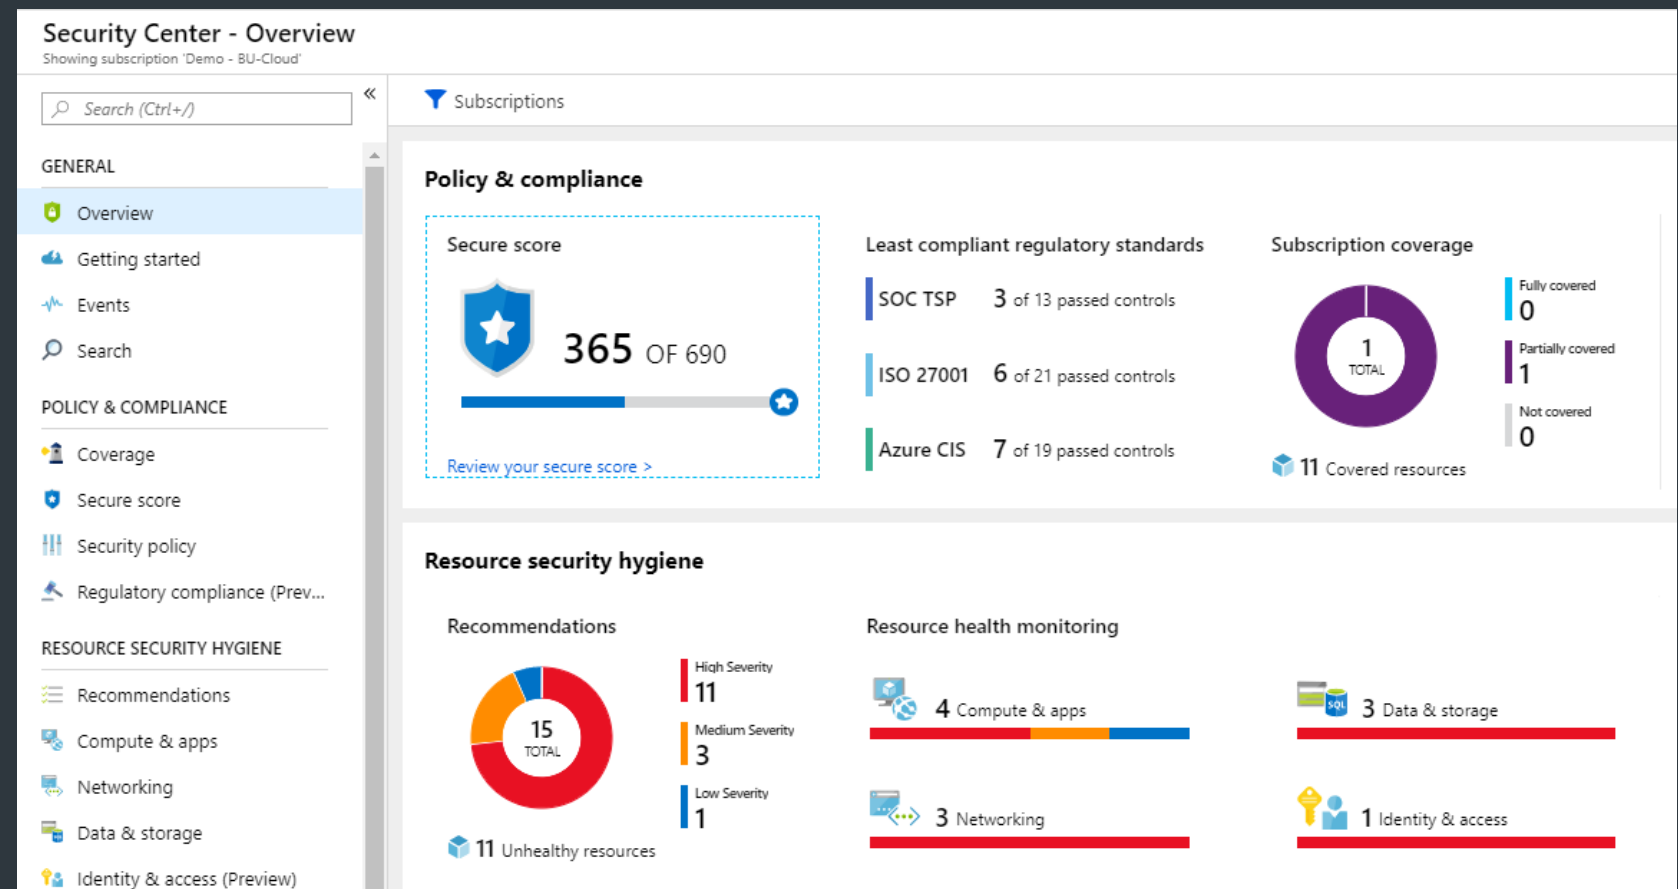 Security Center - Overview
Showing subscription 'Demo - BU-Cloud'
Search (Ctrl+/)
«
GENERAL
Overview
Getting started
Events
Search
POLICY & COMPLIANCE
Coverage
Secure score
Security policy
Regulatory compliance (Prev...
RESOURCE SECURITY HYGIENE
Recommendations
Compute & apps
Networking
Data & storage
Identity & access (Preview)
Subscriptions
Policy & compliance
Secure score
365 OF 690
Review your secure score >
Least compliant regulatory standards
SOC TSP 3 of 13 passed controls
ISO 27001 6 of 21 passed controls
Azure CIS 7 of 19 passed controls
Subscription coverage
1
TOTAL
Fully covered
0
Partially covered
1
Not covered
0
11 Covered resources
Resource security hygiene
Recommendations
15
TOTAL
High Severity
11
Medium Severity
3
Low Severity
1
11 Unhealthy resources
Resource health monitoring
4 Compute & apps
SQL
3 Data & storage
3 Networking
1 Identity & access